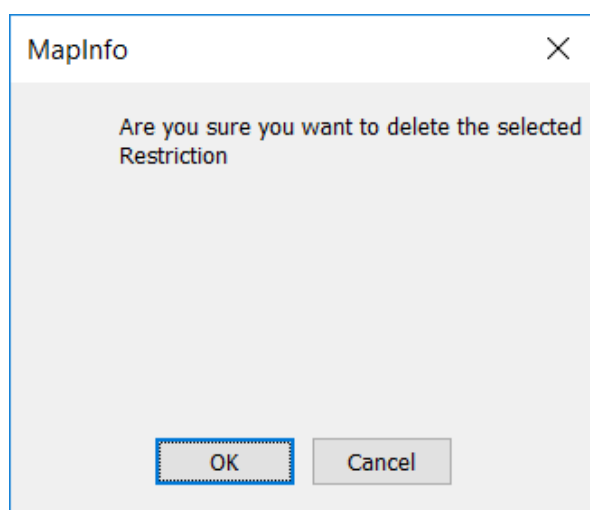 MapInfo
Are you sure you want to delete the selected
Restriction
OK
Cancel